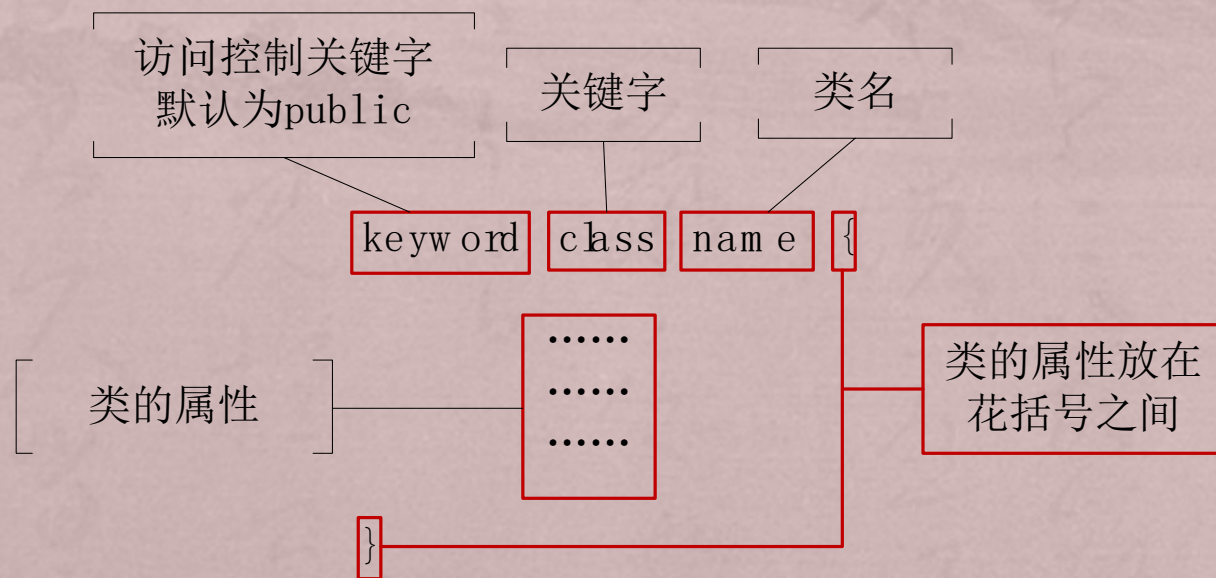 访问控制关键字
默认为public
关键字
类名
keyword class name {
......
......
......
类的属性
类的属性放在
花括号之间
}